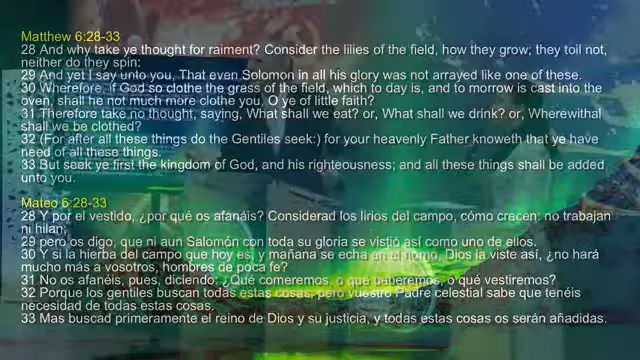 Matthew 6:28-33
28 And why take ye thought for raiment? Consider the lilies of the field, how they grow; they toil not,
neither do they spin:
29 And yet I say unto you, That even Solomon in all his glory was not arrayed like one of these.
30 Wherefore, if God so clothe the grass of the field, which to day is, and to morrow is cast into the
oven, shall he not much more clothe you, O ye of little faith?
31 Therefore take no thought, saying, What shall we eat? or, What shall we drink? or, Wherewithal
shall we be clothed?
32 (For after all these things do the Gentiles seek:) for your heavenly Father knoweth that ye have
need of all these things.
33 But seek ye first the kingdom of God, and his righteousness; and all these things shall be added
unto you.
Mateo 6:28-33
28 Y por el vestido, ¿por qué os afanáis? Considerad los lirios del campo, cómo crecen: no trabajan
ni hilan;
29 pero os digo, que ni aun Salomón con toda su gloria se vistió así como uno de ellos.
30 Y si la hierba del campo que hoy es, y mañana se echa en el horno, Dios la viste así, ¿no hará
mucho más a vosotros, hombres de poca fe?
31 No os afanéis, pues, diciendo: ¿Qué comeremos, o qué beberemos, o qué vestiremos?
32 Porque los gentiles buscan todas estas cosas; pero vuestro Padre celestial sabe que tenéis
necesidad de todas estas cosas.
33 Mas buscad primeramente el reino de Dios y su justicia, y todas estas cosas os serán añadidas.